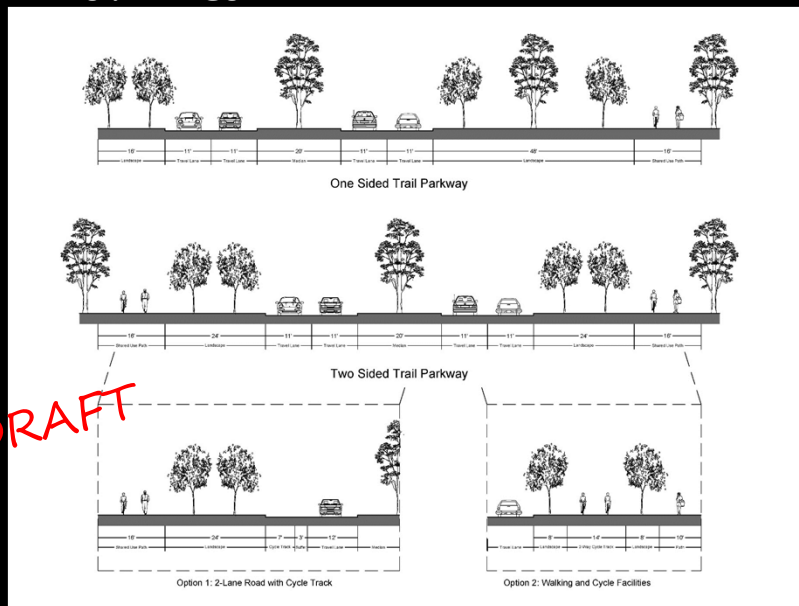 16' 11' 11' 20' 11' 11' 48' 16'
Landscape Travel Lane Travel Lane Median Travel Lane Travel Lane Landscape Shared Use Path
One Sided Trail Parkway
16' 24' 11' 11' 20' 11' 11' 24' 16'
Shared Use Path Landscape Travel Lane Travel Lane Median Travel Lane Travel Lane Landscape Shared Use Path
Two Sided Trail Parkway
DRAFT
16' 24' 7' 3' 12'
Shared Use Path Landscape Cycle Track Travel Lane Median
Option 1: 2-Lane Road with Cycle Track
8' 14' 8' 10'
Travel Lane Landscape 2-Way Cycle Track Landscape Path
Option 2: Walking and Cycle Facilities